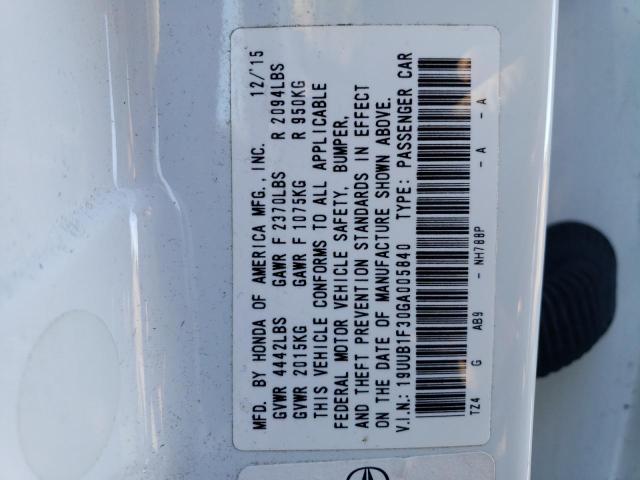 MFD. BY HONDA OF AMERICA MFG., INC. 12/'15
GVWR 4442LBS GAWR F 2370LBS R 2094LBS
GVWR 2015KG GAWR F 1075KG R 950KG
THIS VEHICLE CONFORMS TO ALL APPLICABLE
FEDERAL MOTOR VEHICLE SAFETY, BUMPER,
AND THEFT PREVENTION STANDARDS IN EFFECT
ON THE DATE OF MANUFACTURE SHOWN ABOVE.
V.I.N.: 19UUB1F30GA005840 TYPE: PASSENGER CAR
TZ4 G AB9 - NH788P - A - A